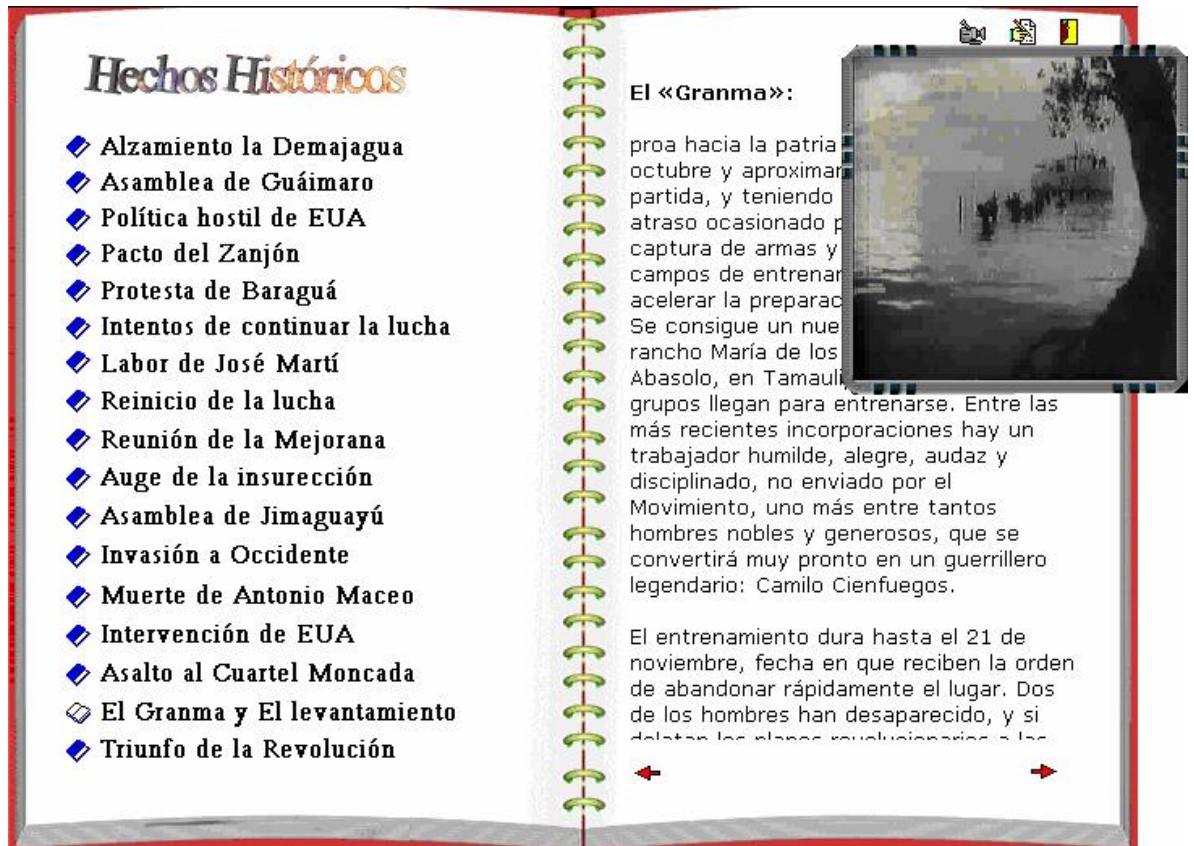 Hechos Históricos
Alzamiento la Demajagua
Asamblea de Guáimaro
Política hostil de EUA
Pacto del Zanjón
Protesta de Baraguá
Intentos de continuar la lucha
Labor de José Martí
Reinicio de la lucha
Reunión de la Mejorana
Auge de la insurección
Asamblea de Jimaguayú
Invasión a Occidente
Muerte de Antonio Maceo
Intervención de EUA
Asalto al Cuartel Moncada
El Granma y El levantamiento
Triunfo de la Revolución
El «Granma»:
proa hacia la patria
octubre y
partida, y teniendo
atraso ocasionado
captura de armas y
campos de
acelerar la
Se consigue un
rancho María de los
Abasolo, en
grupos llegan para entrenarse. Entre las
más recientes incorporaciones hay un
trabajador humilde, alegre, audaz y
disciplinado, no enviado por el
Movimiento, uno más entre tantos
hombres nobles y generosos, que se
convertirá muy pronto en un guerrillero
legendario: Camilo Cienfuegos.
El entrenamiento dura hasta el 21 de
noviembre, fecha en que reciben la orden
de abandonar rápidamente el lugar. Dos
de los hombres han desaparecido, y si